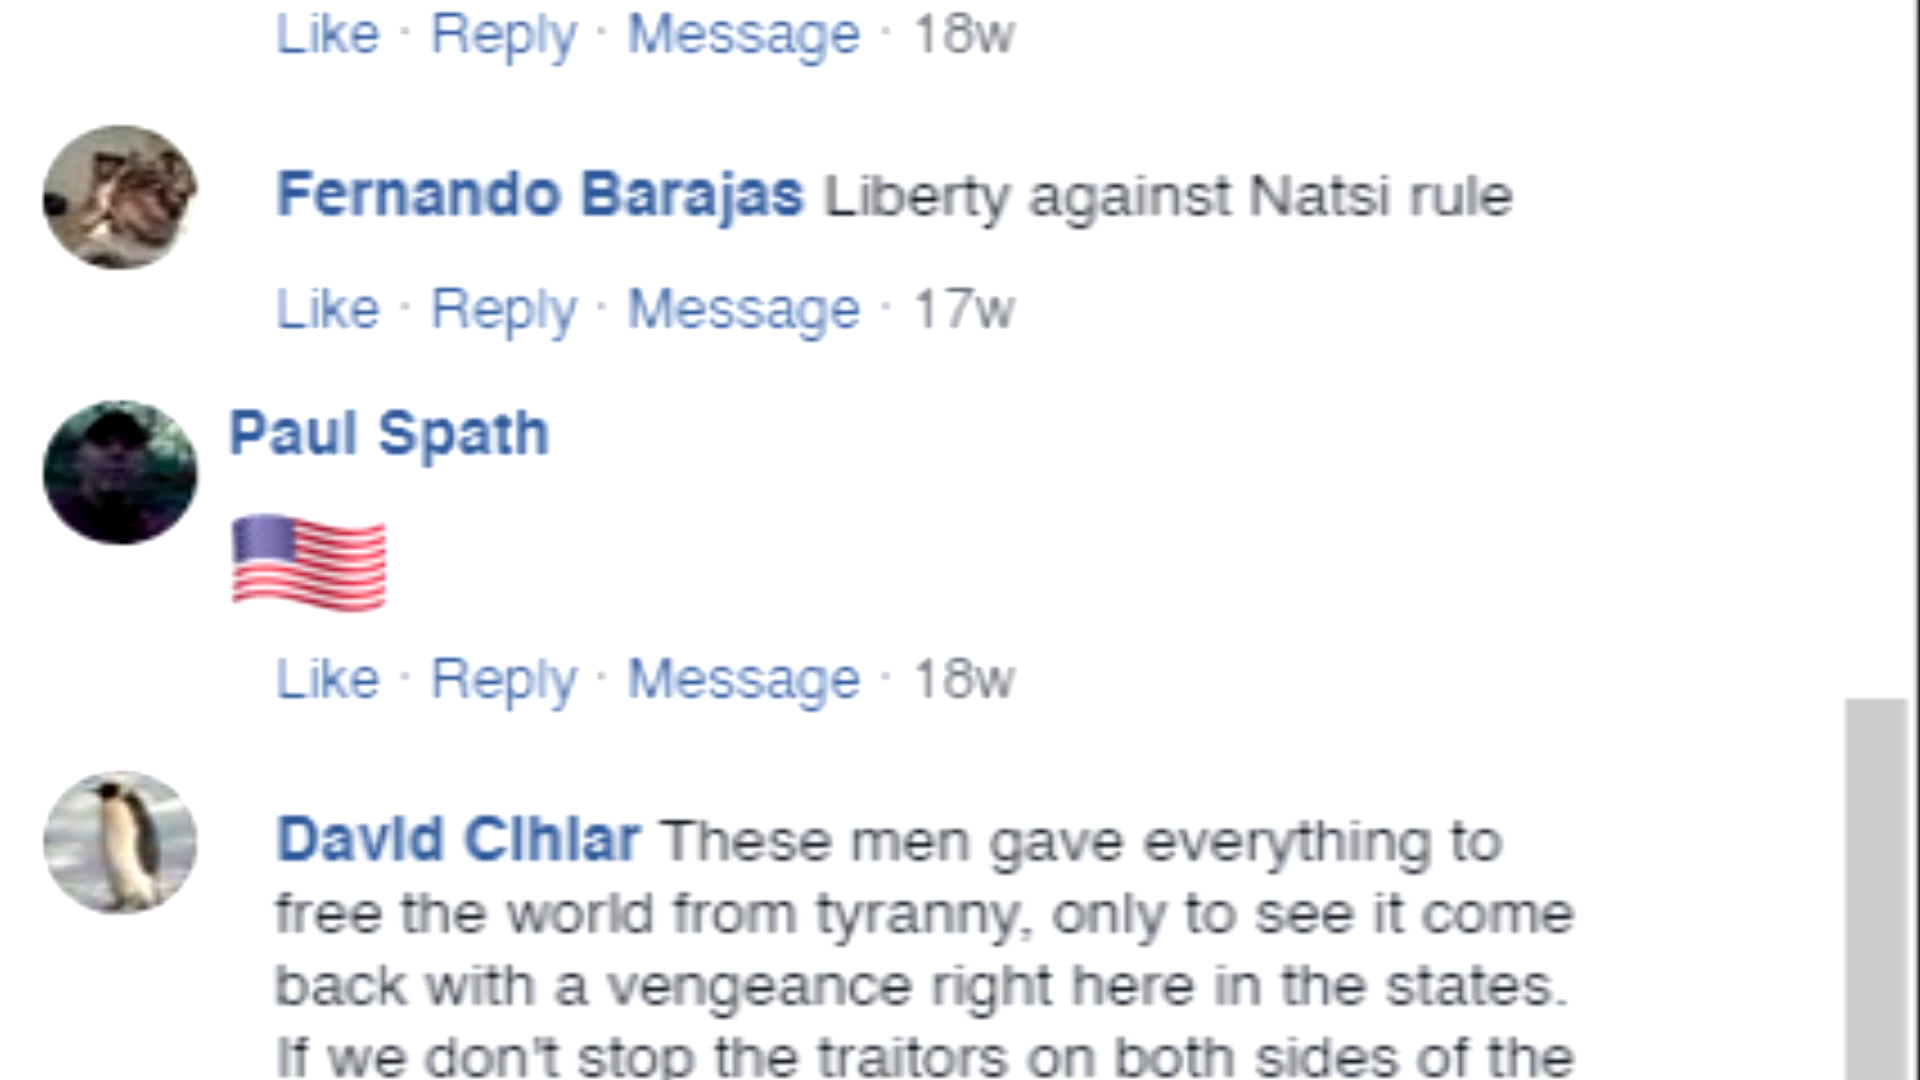 Like · Reply · Message · 18w
Fernando Barajas Liberty against Natsi rule
Like · Reply · Message · 17w
Paul Spath
Like · Reply · Message · 18w
David Cihlar These men gave everything to
free the world from tyranny, only to see it come
back with a vengeance right here in the states.
If we don't stop the traitors on both sides of the